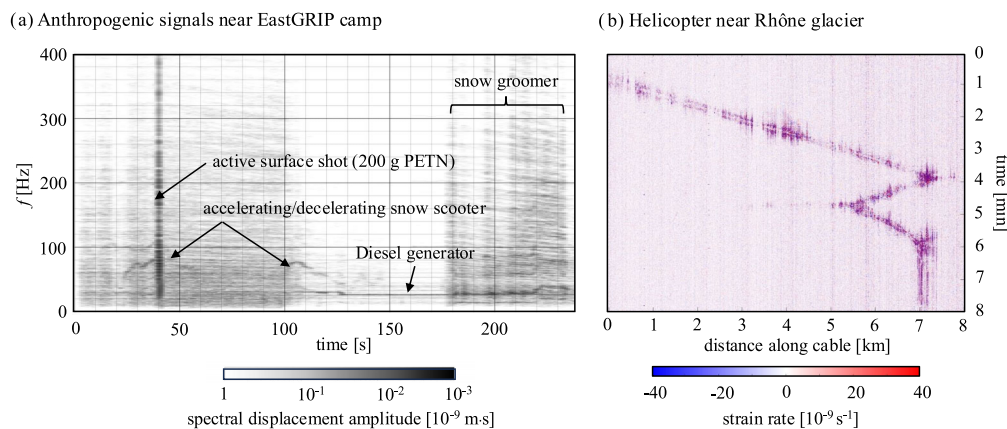 (a) Anthropogenic signals near EastGRIP camp
(b) Helicopter near Rhône glacier
400
300
200
100
0
f [Hz]
snow groomer
active surface shot (200 g PETN)
accelerating/decelerating snow scooter
Diesel generator
0 50 100 150 200
time [s]
1 10⁻¹ 10⁻² 10⁻³
spectral displacement amplitude [10⁻⁹ m·s]
0
1
2
3
4
5
6
7
8
time [min]
0 1 2 3 4 5 6 7 8
distance along cable [km]
-40 -20 0 20 40
strain rate [10⁻⁹ s⁻¹]